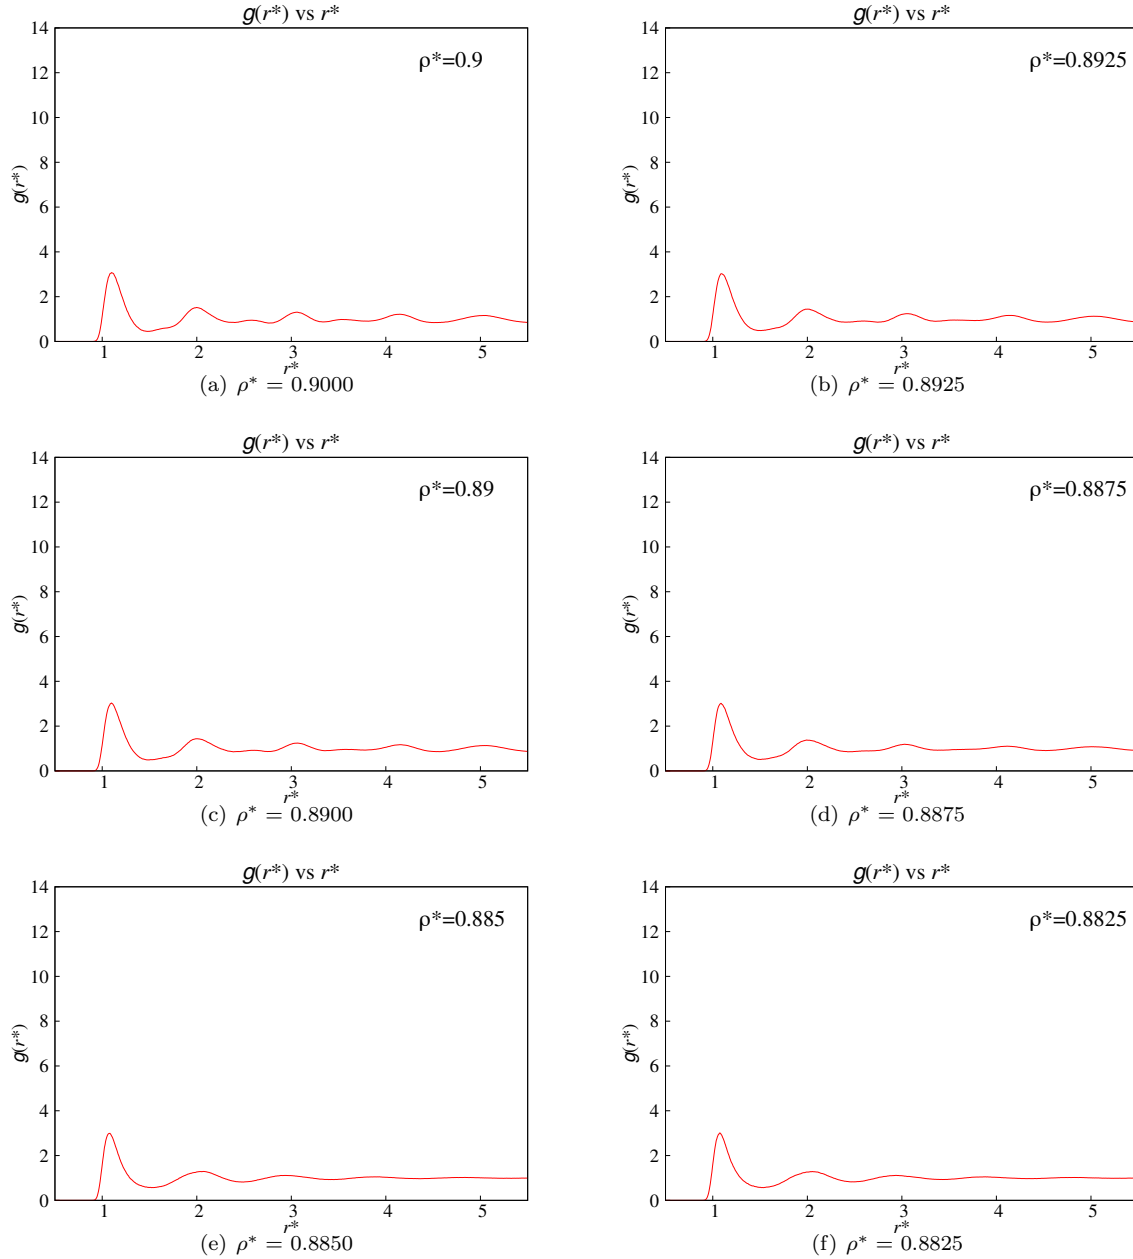 g(r*) vs r*
ρ*=0.9
14
12
10
8
6
4
2
0
g(r*)
1 2 3 4 5
r*
(a) ρ* = 0.9000
g(r*) vs r*
ρ*=0.8925
14
12
10
8
6
4
2
0
g(r*)
1 2 3 4 5
r*
(b) ρ* = 0.8925
g(r*) vs r*
ρ*=0.89
14
12
10
8
6
4
2
0
g(r*)
1 2 3 4 5
r*
(c) ρ* = 0.8900
g(r*) vs r*
ρ*=0.8875
14
12
10
8
6
4
2
0
g(r*)
1 2 3 4 5
r*
(d) ρ* = 0.8875
g(r*) vs r*
ρ*=0.885
14
12
10
8
6
4
2
0
g(r*)
1 2 3 4 5
r*
(e) ρ* = 0.8850
g(r*) vs r*
ρ*=0.8825
14
12
10
8
6
4
2
0
g(r*)
1 2 3 4 5
r*
(f) ρ* = 0.8825